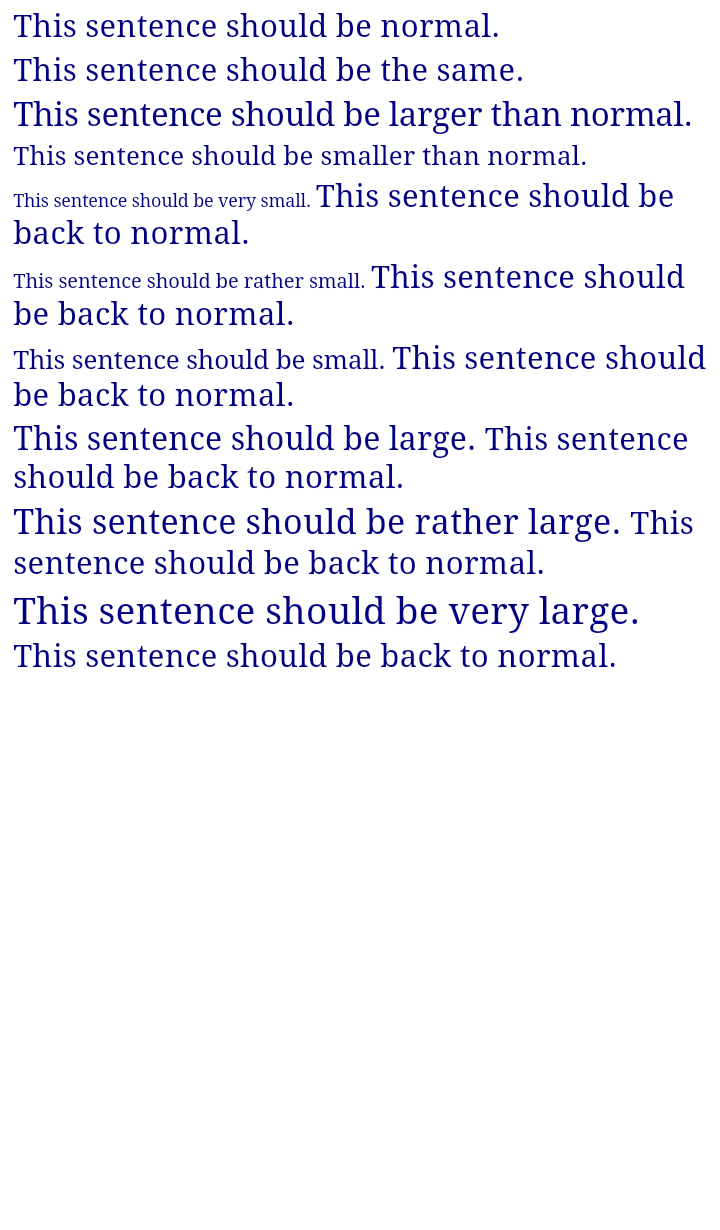 This sentence should be normal.
This sentence should be the same.
This sentence should be larger than normal.
This sentence should be smaller than normal.
This sentence should be very small. This sentence should be
back to normal.
This sentence should be rather small. This sentence should
be back to normal.
This sentence should be small. This sentence should
be back to normal.
This sentence should be large. This sentence
should be back to normal.
This sentence should be rather large. This
sentence should be back to normal.
This sentence should be very large.
This sentence should be back to normal.